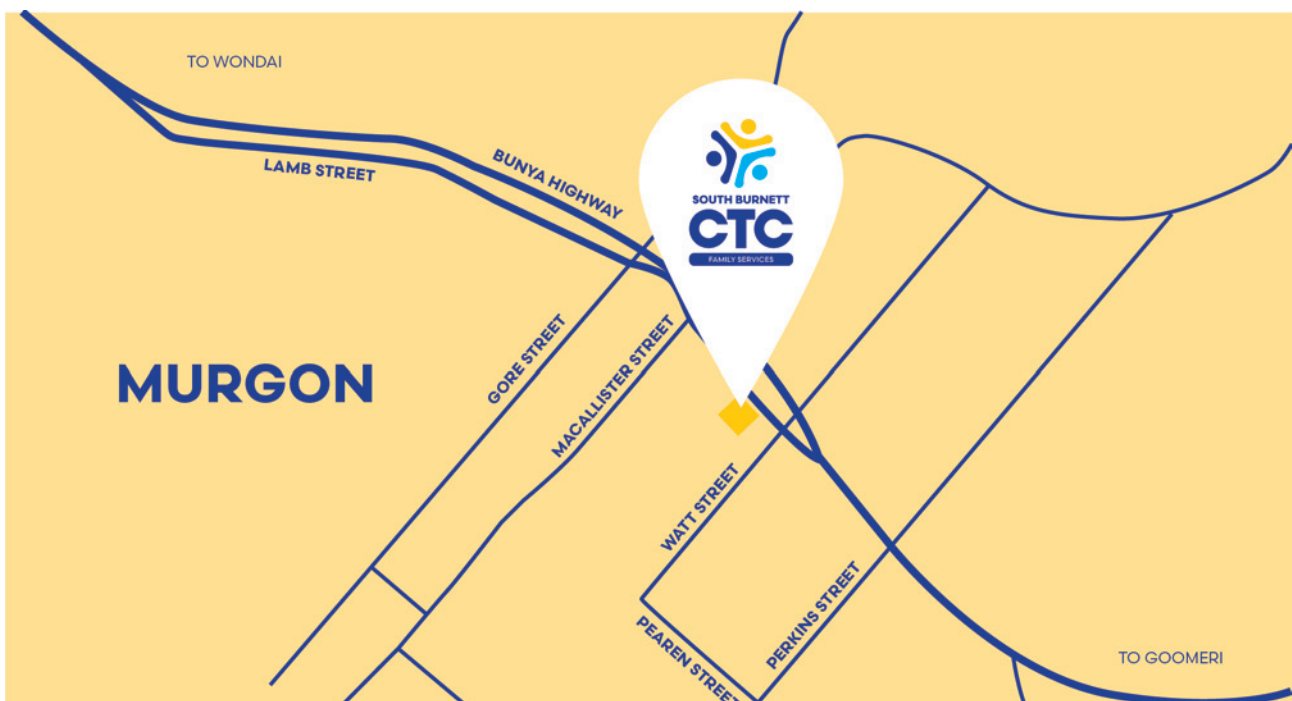 TO WONDAI
LAMB STREET
BUNYA HIGHWAY
SOUTH BURNETT
CTC
FAMILY SERVICES
GORE STREET
MACALLISTER STREET
MURGON
WATT STREET
PEAREN STREET
PERKINS STREET
TO GOOMERI